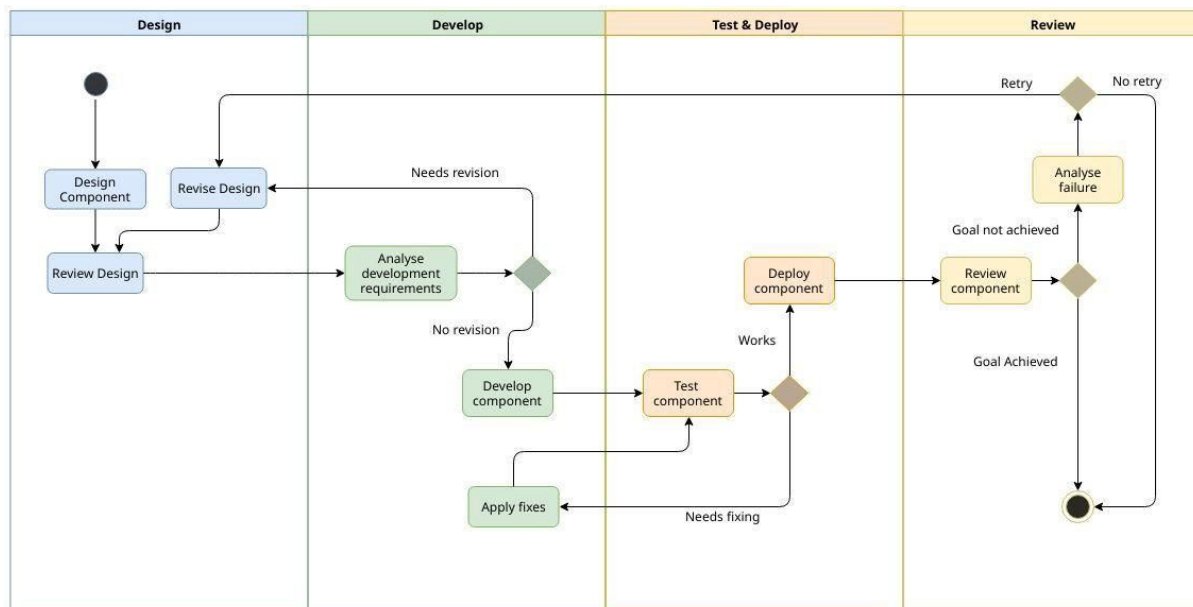 Design
Develop
Test & Deploy
Review
Retry
No retry
Design
Component
Revise Design
Needs revision
Analyse
failure
Goal not achieved
Review Design
Analyse
development
requirements
Deploy
component
Review
component
No revision
Works
Goal Achieved
Develop
component
Test
component
Apply fixes
Needs fixing